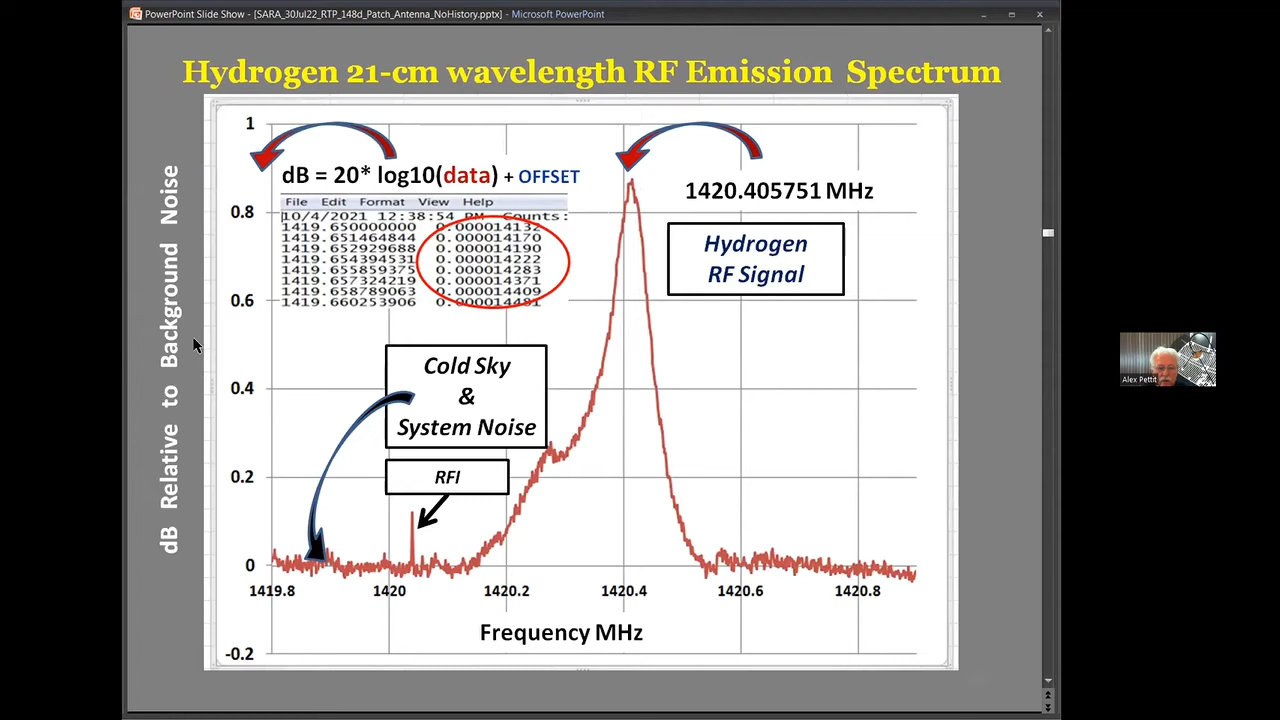 PowerPoint Slide Show - [SARA_30Jul22_RTP_148d_Patch_Antenna_NoHistory.pptx] - Microsoft PowerPoint
Hydrogen 21-cm wavelength RF Emission Spectrum
dB Relative to Background Noise
1
0.8
0.6
0.4
0.2
0
-0.2
dB = 20* log10(data) + OFFSET
File Edit Format View Help
10/4/2021 12:38:54 PM Counts:
1419.650000000 0.000014132
1419.651464844 0.000014170
1419.652929688 0.000014190
1419.654394531 0.000014222
1419.655859375 0.000014283
1419.657324219 0.000014371
1419.658789063 0.000014409
1419.660253906 0.000014481
1420.405751 MHz
Hydrogen
RF Signal
Cold Sky
&
System Noise
RFI
1419.8 1420 1420.2 1420.4 1420.6 1420.8
Frequency MHz
Alex Pettit